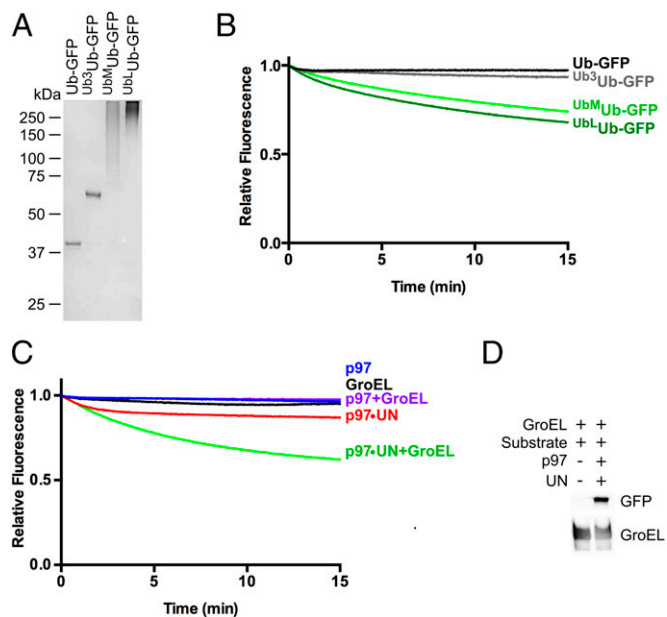 A
kDa
Ub-GFP
Ub3Ub-GFP
UbMUb-GFP
UbLUb-GFP
250
150
100
75
50
37
25
B
Relative Fluorescence
1.0
0.5
0.0
0
5
10
15
Time (min)
Ub-GFP
Ub3Ub-GFP
UbMUb-GFP
UbLUb-GFP
C
Relative Fluorescence
1.0
0.5
0.0
0
5
10
15
Time (min)
p97
GroEL
p97+GroEL
p97•UN
p97•UN+GroEL
D
GroEL + +
Substrate + +
p97 - +
UN - +
GFP
GroEL